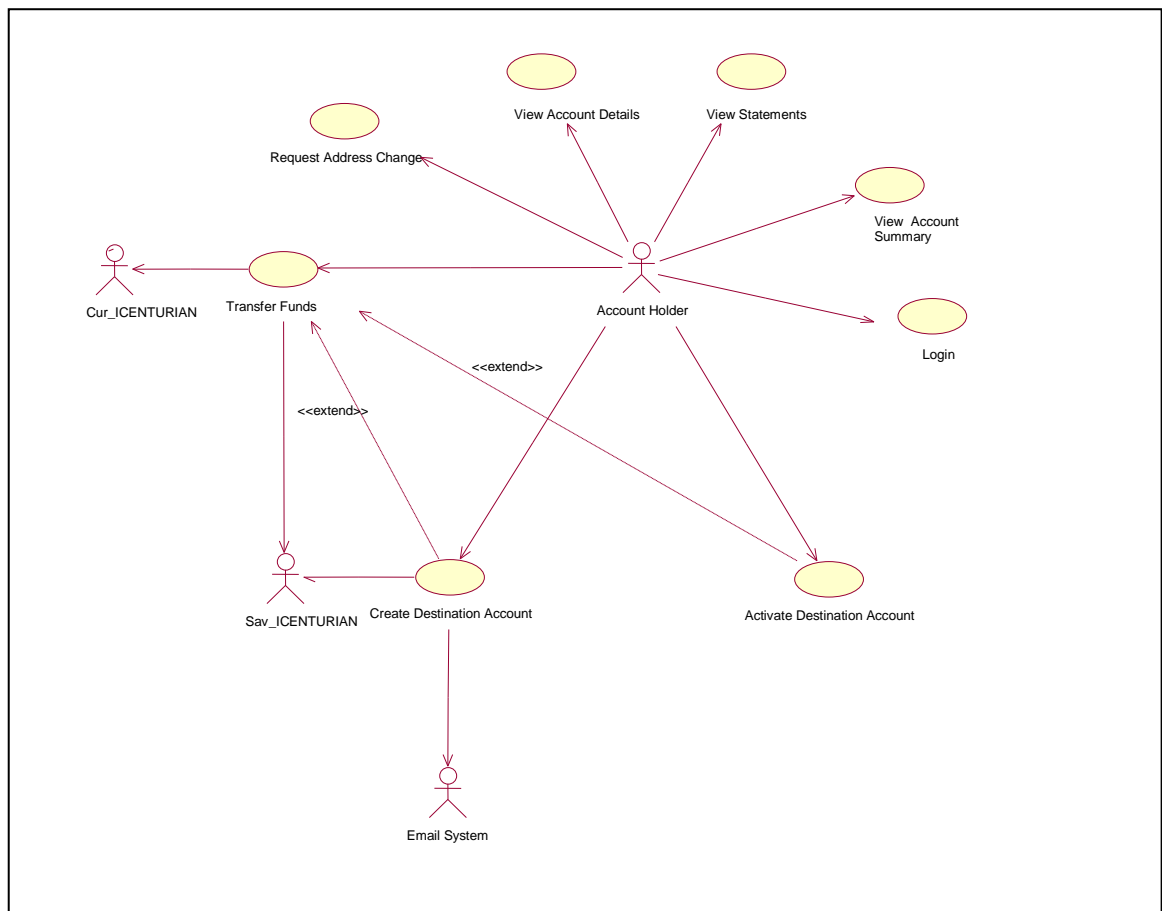 View Account Details
View Statements
Request Address Change
View Account
Summary
Cur_ICENTURIAN
Transfer Funds
Account Holder
Login
<<extend>>
<<extend>>
Sav_ICENTURIAN
Create Destination Account
Activate Destination Account
Email System